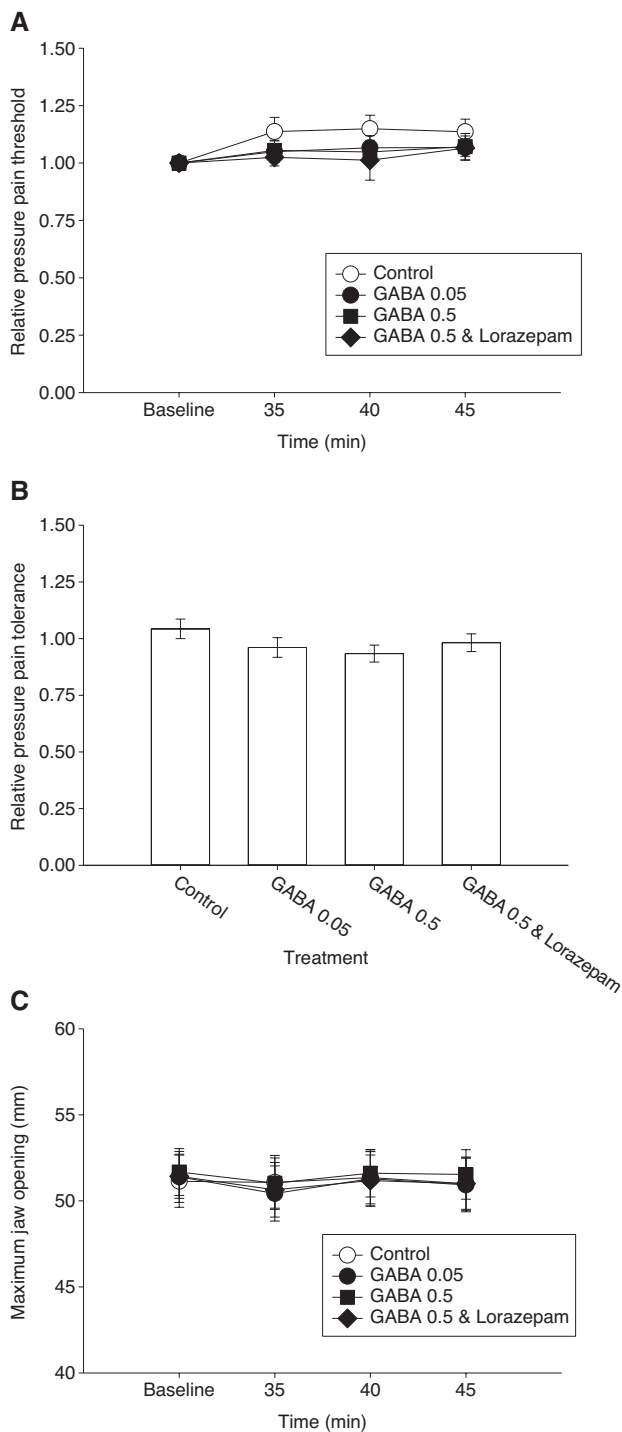 A
Relative pressure pain threshold
1.50
1.25
1.00
0.75
0.50
0.25
0.00
Control
GABA 0.05
GABA 0.5
GABA 0.5 & Lorazepam
Baseline 35 40 45
Time (min)
B
Relative pressure pain tolerance
1.50
1.25
1.00
0.75
0.50
0.25
0.00
Control
GABA 0.05
GABA 0.5
GABA 0.5 & Lorazepam
Treatment
C
Maximum jaw opening (mm)
60
55
50
45
40
Control
GABA 0.05
GABA 0.5
GABA 0.5 & Lorazepam
Baseline 35 40 45
Time (min)